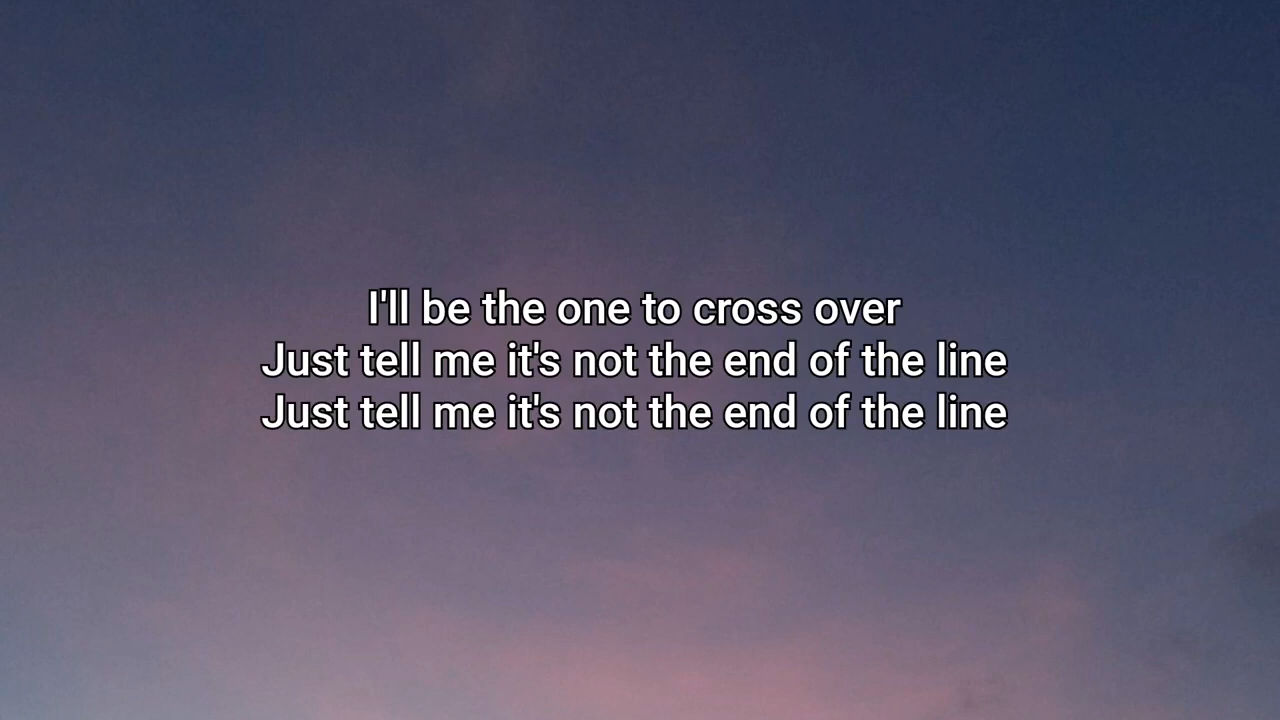 I'll be the one to cross over
Just tell me it's not the end of the line
Just tell me it's not the end of the line